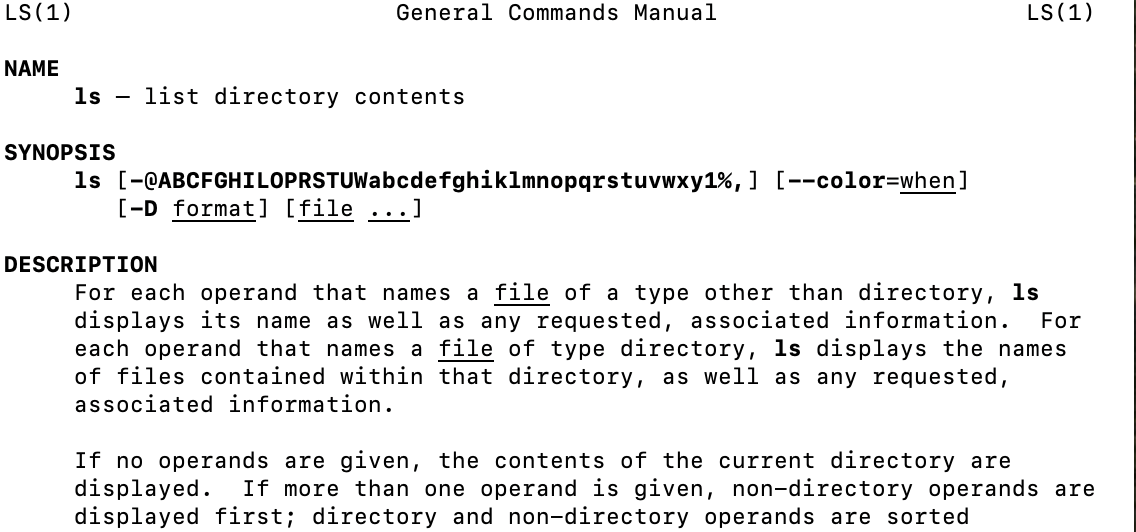 LS(1) General Commands Manual LS(1)
NAME
ls – list directory contents
SYNOPSIS
ls [-@ABCFGHILOPRSTUWabcdefghiklmnopqrstuvwxy1%,] [--color=when]
[-D format] [file ...]
DESCRIPTION
For each operand that names a file of a type other than directory, ls
displays its name as well as any requested, associated information.  For
each operand that names a file of type directory, ls displays the names
of files contained within that directory, as well as any requested,
associated information.
If no operands are given, the contents of the current directory are
displayed.  If more than one operand is given, non-directory operands are
displayed first; directory and non-directory operands are sorted